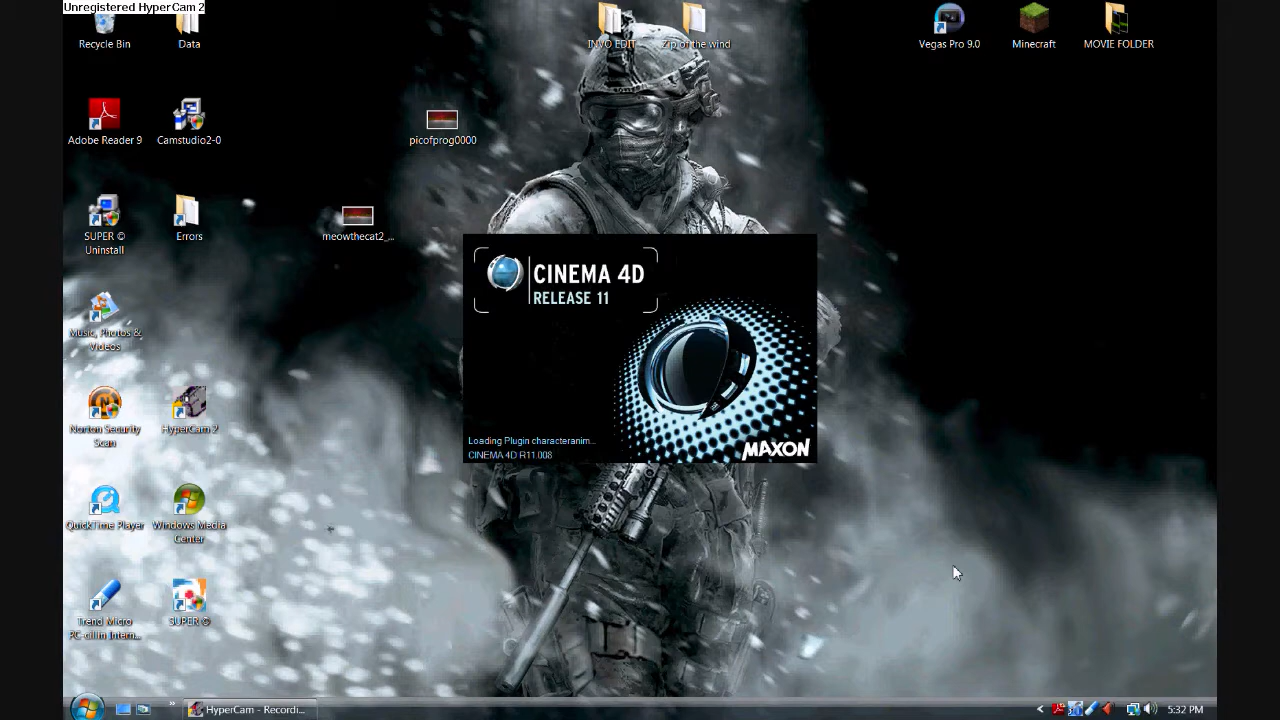 Unregistered HyperCam 2
Recycle Bin
Data
INVO EDIT
Zip of the wind
Vegas Pro 9.0
Minecraft
MOVIE FOLDER
Adobe Reader 9
Camstudio2-0
picofprog0000
SUPER ©
Uninstall
Errors
meowthecat2_...
CINEMA 4D
RELEASE 11
Music, Photos &
Videos
Loading Plugin characteranim...
CINEMA 4D R11.008
MAXON
Norton Security
Scan
HyperCam 2
QuickTime Player
Windows Media
Center
Trend Micro
PC-cillin Intern...
SUPER ©
HyperCam - Recordi...
5:32 PM